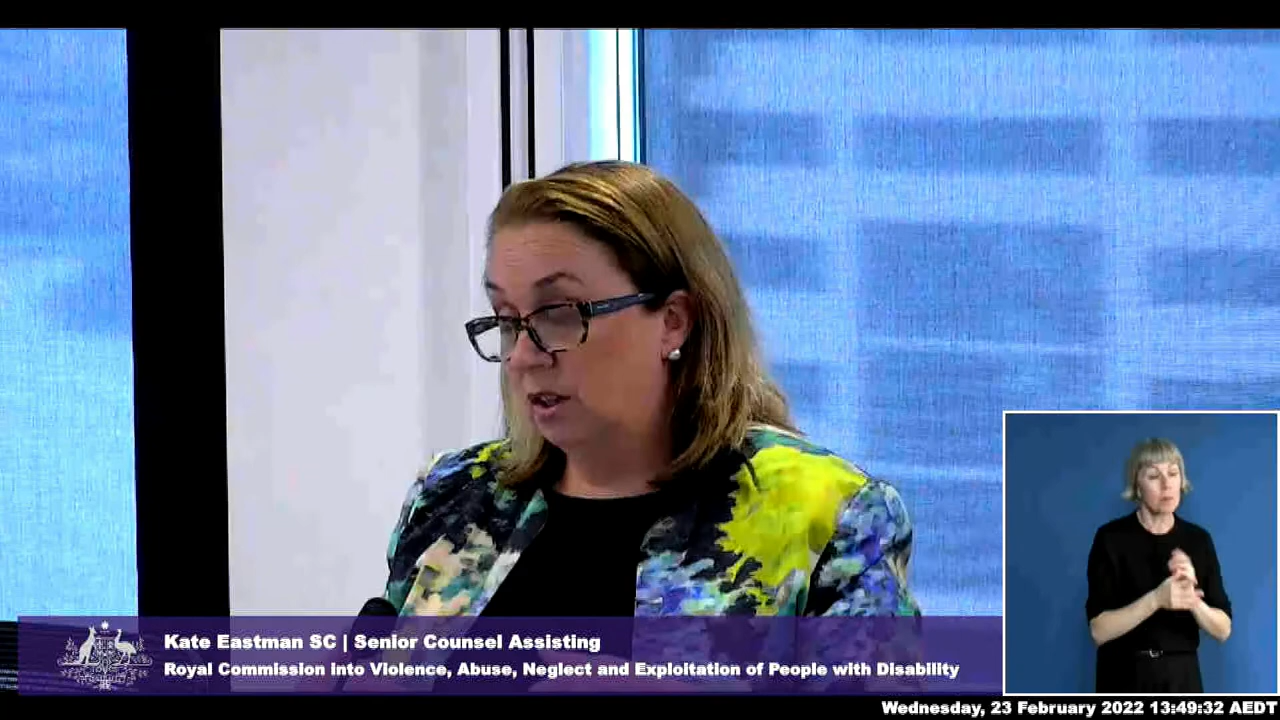 Kate Eastman SC | Senior Counsel Assisting
Royal Commission into Violence, Abuse, Neglect and Exploitation of People with Disability
Wednesday, 23 February 2022 13:49:32 AEDT